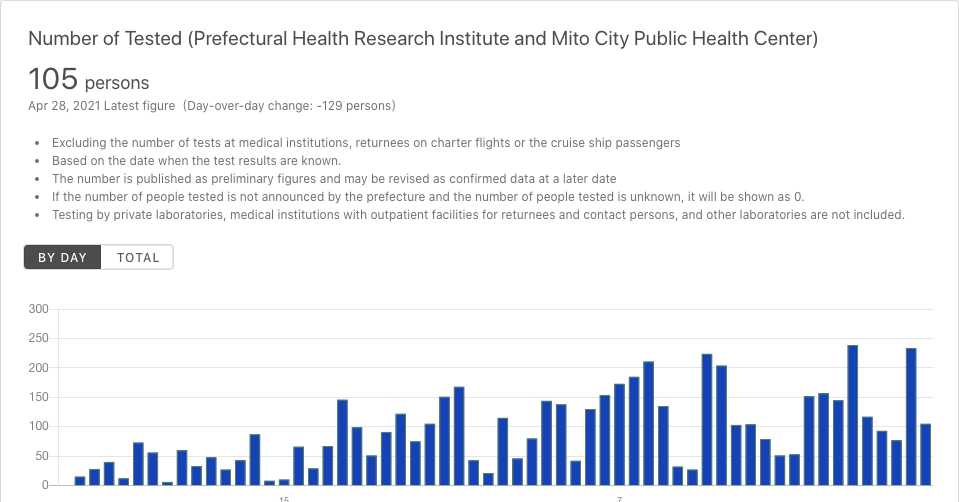 Number of Tested (Prefectural Health Research Institute and Mito City Public Health Center)
105 persons
Apr 28, 2021 Latest figure (Day-over-day change: -129 persons)
• Excluding the number of tests at medical institutions, returnees on charter flights or the cruise ship passengers
• Based on the date when the test results are known.
• The number is published as preliminary figures and may be revised as confirmed data at a later date
• If the number of people tested is not announced by the prefecture and the number of people tested is unknown, it will be shown as 0.
• Testing by private laboratories, medical institutions with outpatient facilities for returnees and contact persons, and other laboratories are not included.
BY DAY TOTAL
300
250
200
150
100
50
0
15 7